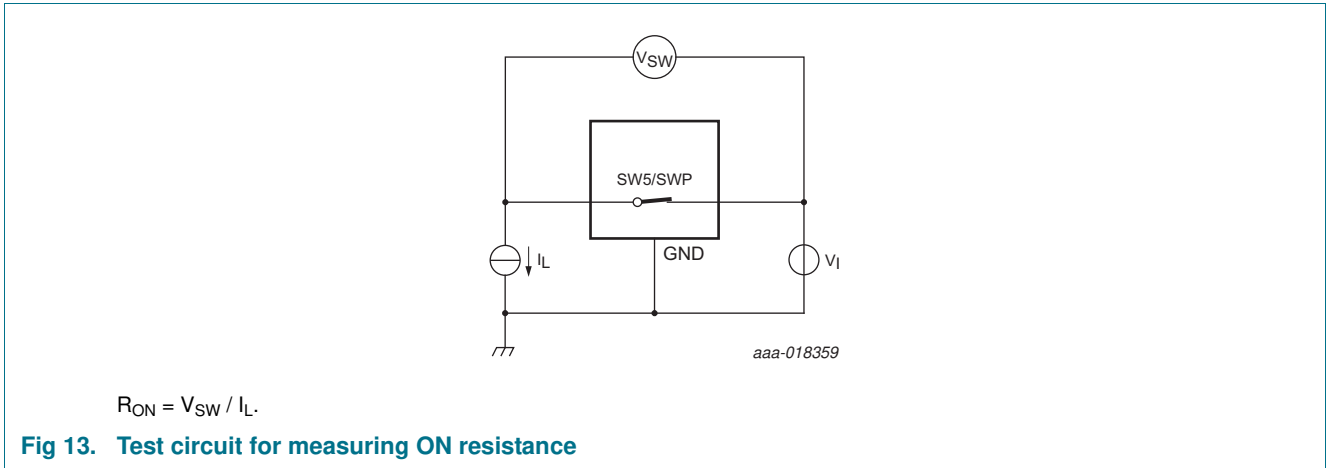 VSW
SW5/SWP
GND
IL
VI
aaa-018359
RON = VSW / IL.
Fig 13. Test circuit for measuring ON resistance